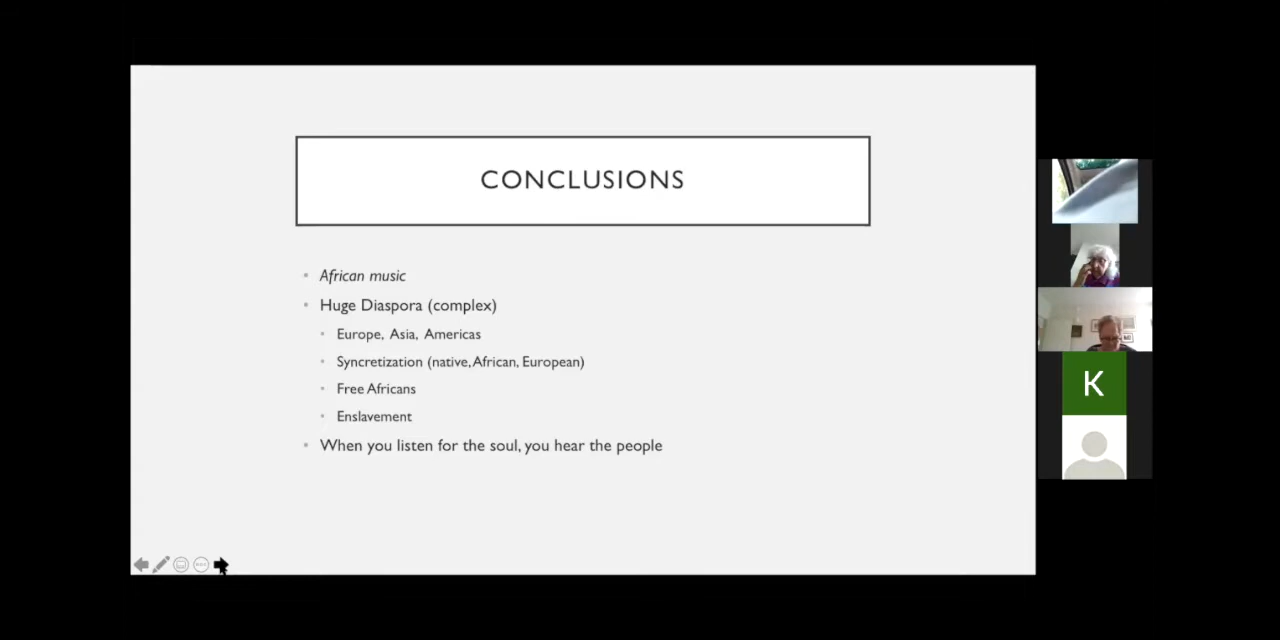 CONCLUSIONS
African music
Huge Diaspora (complex)
Europe, Asia, Americas
Syncretization (native, African, European)
Free Africans
Enslavement
When you listen for the soul, you hear the people
K